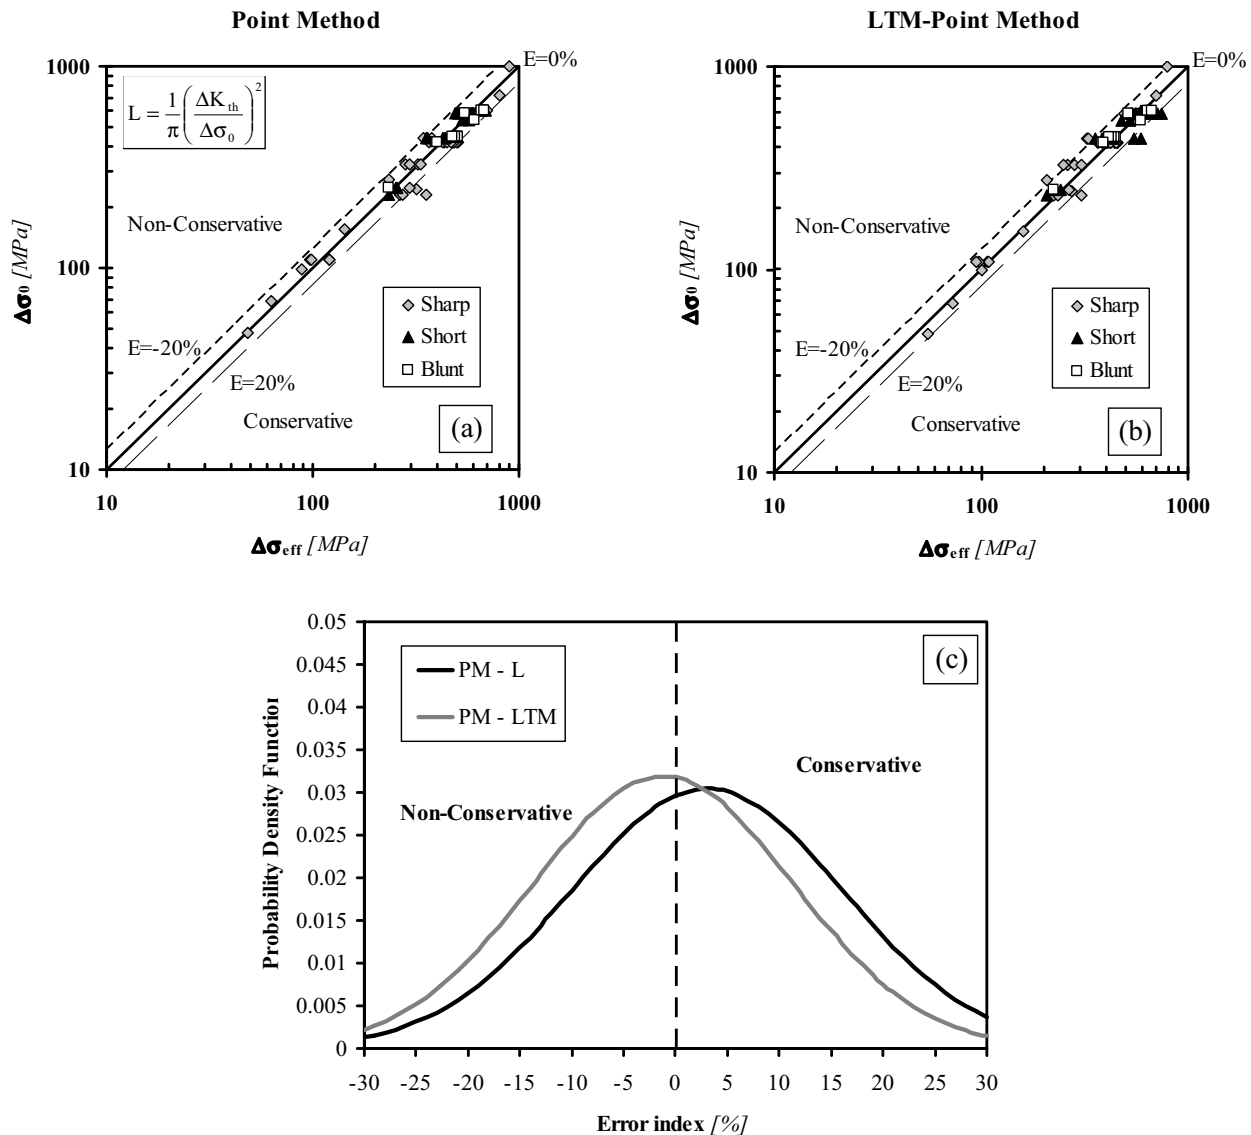 Point Method
LTM-Point Method
1000
100
10
Δσ₀ [MPa]
L = 1/π (ΔK th / Δσ₀)²
E=0%
Non-Conservative
Sharp
Short
Blunt
E=-20%
E=20%
Conservative
(a)
10 100 1000
Δσeff [MPa]
1000
100
10
Δσ₀ [MPa]
E=0%
Non-Conservative
Sharp
Short
Blunt
E=-20%
E=20%
Conservative
(b)
10 100 1000
Δσeff [MPa]
0.05
0.045
0.04
0.035
0.03
0.025
0.02
0.015
0.01
0.005
0
Probability Density Function
PM - L
PM - LTM
(c)
Conservative
Non-Conservative
-30 -25 -20 -15 -10 -5 0 5 10 15 20 25 30
Error index [%]